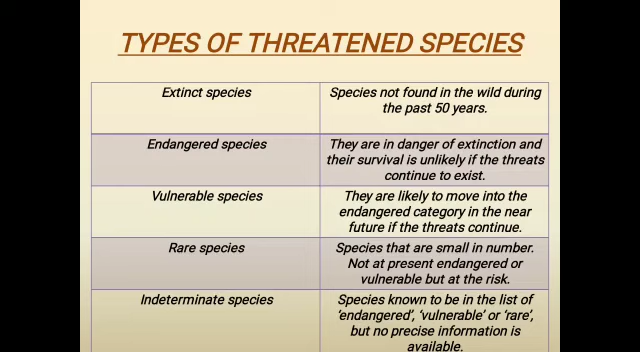 TYPES OF THREATENED SPECIES
Extinct species
Species not found in the wild during
the past 50 years.
Endangered species
They are in danger of extinction and
their survival is unlikely if the threats
continue to exist.
Vulnerable species
They are likely to move into the
endangered category in the near
future if the threats continue.
Rare species
Species that are small in number.
Not at present endangered or
vulnerable but at the risk.
Indeterminate species
Species known to be in the list of
‘endangered’, ‘vulnerable’ or ‘rare’,
but no precise information is
available.